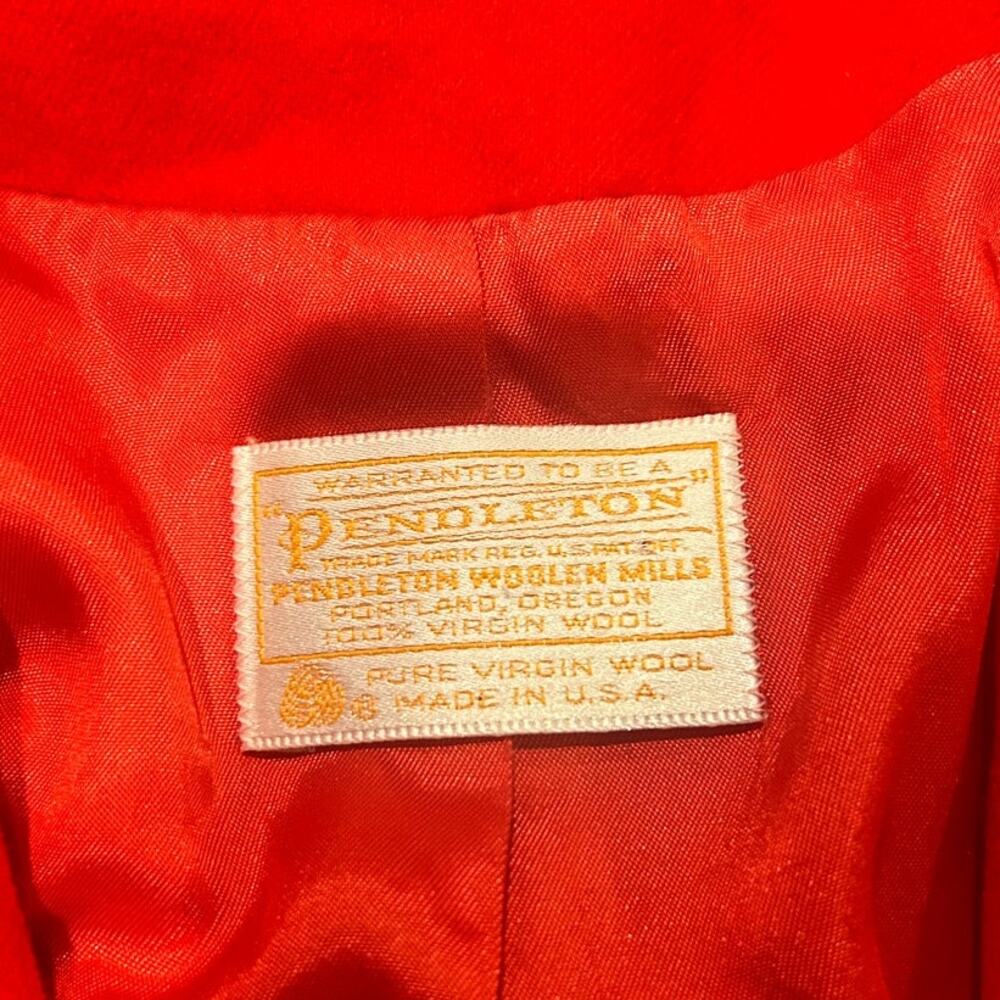 WARRANTED TO BE A
"PENDLETON"
TRADE MARK REG. U.S. PAT. OFF.
PENDLETON WOOLEN MILLS
PORTLAND, OREGON
100% VIRGIN WOOL
® PURE VIRGIN WOOL
MADE IN U.S.A.